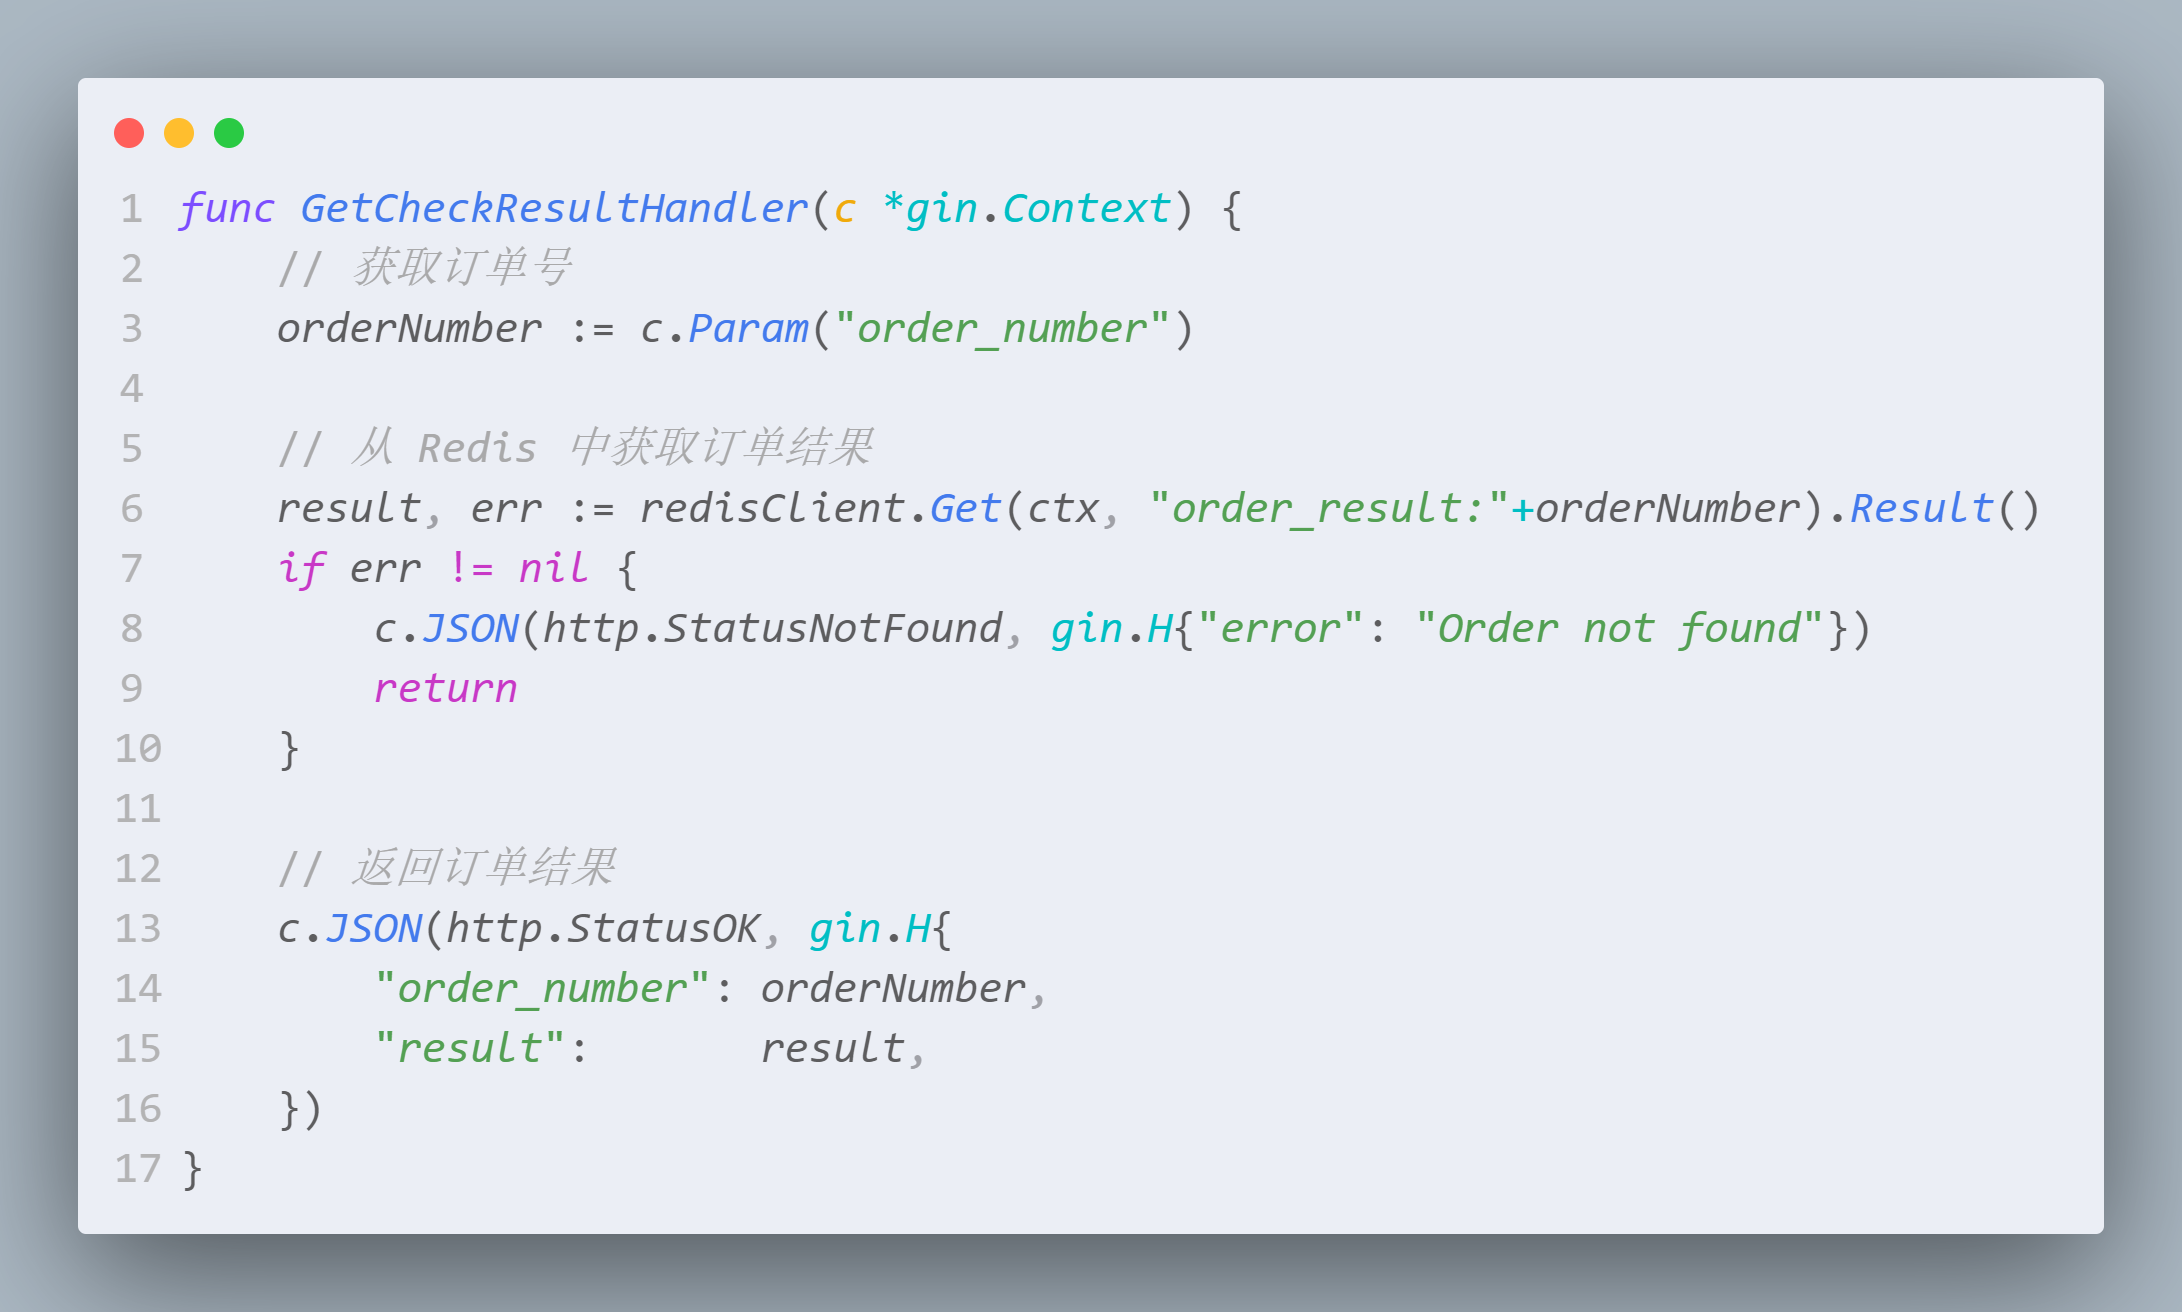 1 func GetCheckResultHandler(c *gin.Context) {
2     // 获取订单号
3     orderNumber := c.Param("order_number")
4
5     // 从 Redis 中获取订单结果
6     result, err := redisClient.Get(ctx, "order_result:"+orderNumber).Result()
7     if err != nil {
8         c.JSON(http.StatusNotFound, gin.H{"error": "Order not found"})
9         return
10     }
11
12     // 返回订单结果
13     c.JSON(http.StatusOK, gin.H{
14         "order_number": orderNumber,
15         "result":       result,
16     })
17 }